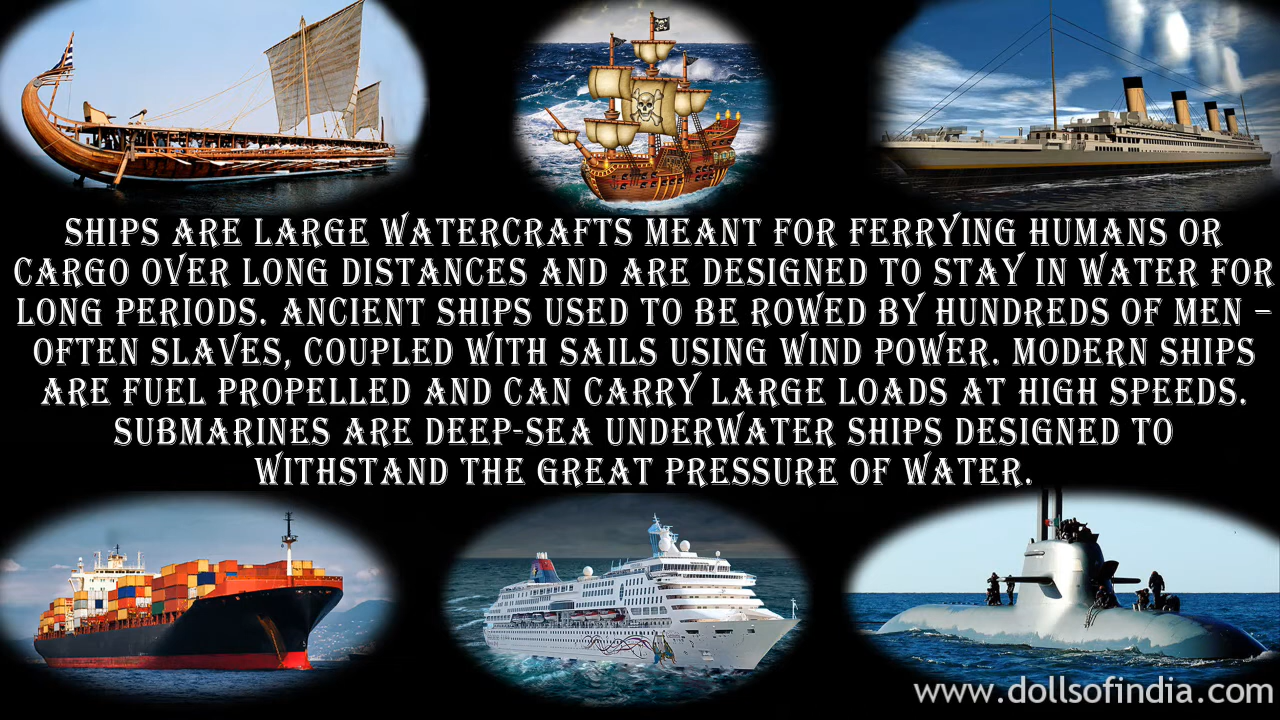 SHIPS ARE LARGE WATERCRAFTS MEANT FOR FERRYING HUMANS OR
CARGO OVER LONG DISTANCES AND ARE DESIGNED TO STAY IN WATER FOR
LONG PERIODS. ANCIENT SHIPS USED TO BE ROWED BY HUNDREDS OF MEN –
OFTEN SLAVES, COUPLED WITH SAILS USING WIND POWER. MODERN SHIPS
ARE FUEL PROPELLED AND CAN CARRY LARGE LOADS AT HIGH SPEEDS.
SUBMARINES ARE DEEP-SEA UNDERWATER SHIPS DESIGNED TO
WITHSTAND THE GREAT PRESSURE OF WATER.
www.dollsofindia.com